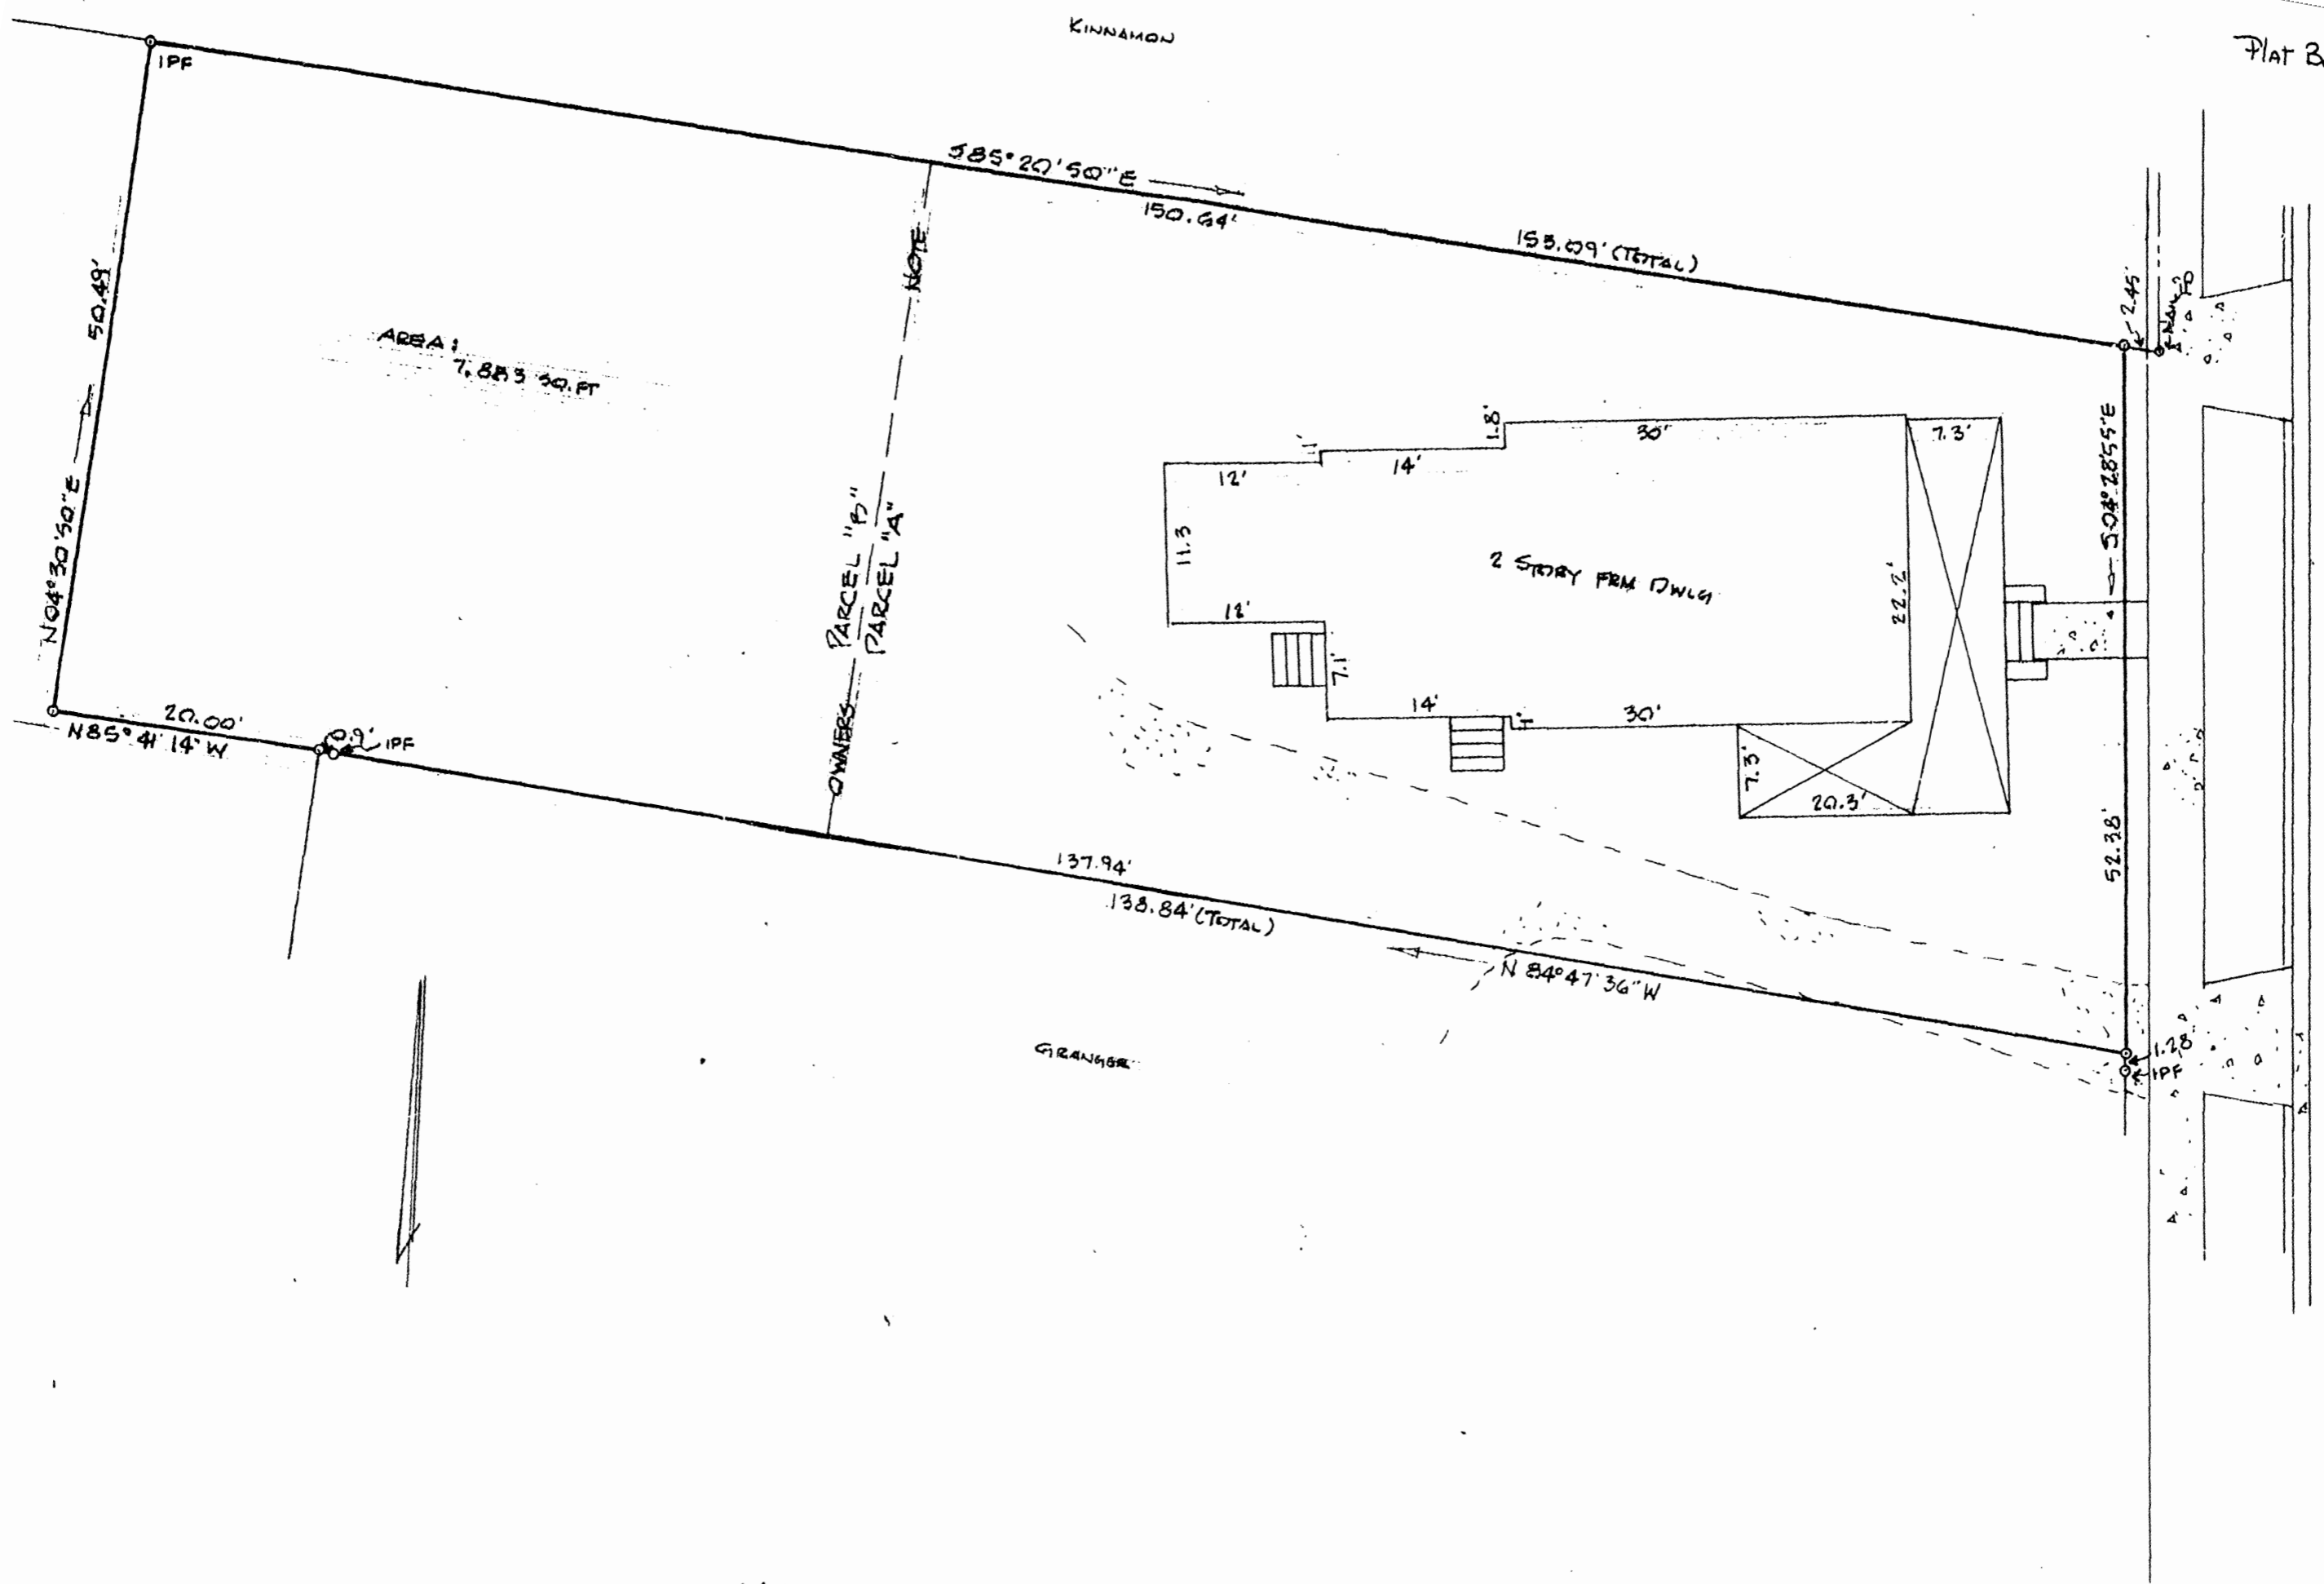 KINNAMON
Plat B
IPF
S85°20'50"E
150.64'
153.09' (TOTAL)
2.45'
50.49'
N04°30'50"E
AREA:
7,883 SQ.FT
OWNERS NOTE
PARCEL "B"
PARCEL "A"
12'
1'
14'
1.8'
30'
7.3'
11.3
2 STORY FRM DWLG
22.2'
S04°28'55"E
12'
7.1'
14'
1'
30'
7.3'
20.3'
52.38'
20.00'
N85°41'14"W
0.9'
IPF
137.94'
138.84' (TOTAL)
N 84°47'36"W
GRANGER
1.28'
IPF